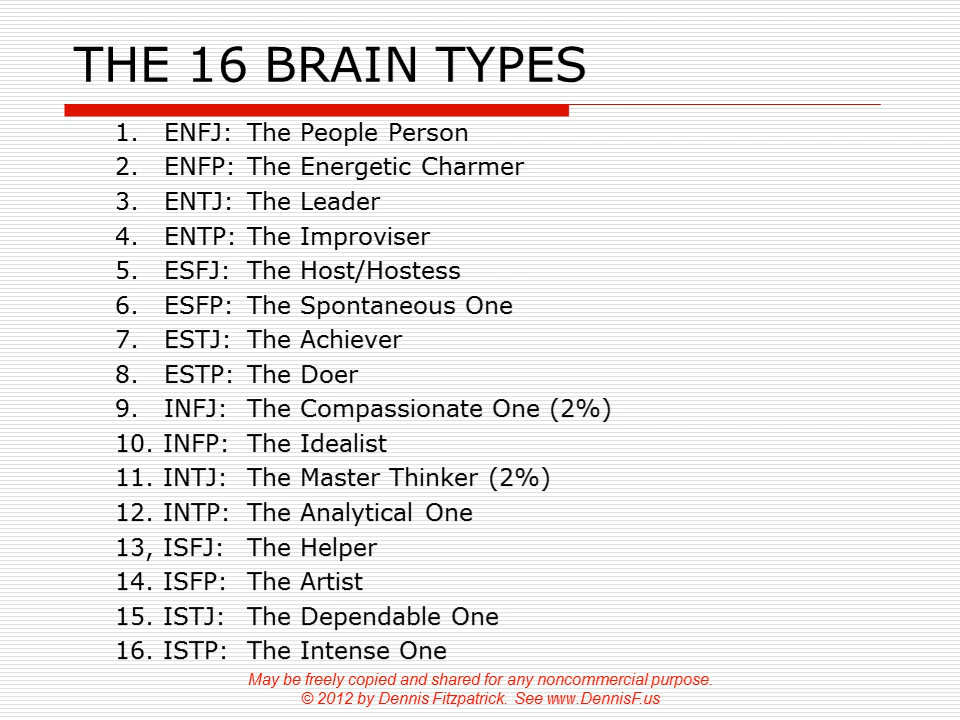 THE 16 BRAIN TYPES
1. ENFJ: The People Person
2. ENFP: The Energetic Charmer
3. ENTJ: The Leader
4. ENTP: The Improviser
5. ESFJ: The Host/Hostess
6. ESFP: The Spontaneous One
7. ESTJ: The Achiever
8. ESTP: The Doer
9. INFJ: The Compassionate One (2%)
10. INFP: The Idealist
11. INTJ: The Master Thinker (2%)
12. INTP: The Analytical One
13, ISFJ: The Helper
14. ISFP: The Artist
15. ISTJ: The Dependable One
16. ISTP: The Intense One
May be freely copied and shared for any noncommercial purpose.
© 2012 by Dennis Fitzpatrick. See www.DennisF.us